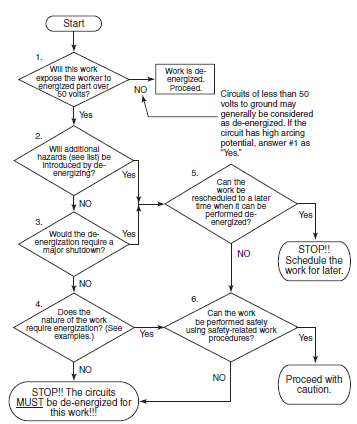 Start
1.
Will this work
expose the worker to
energized part over
50 volts?
Work is de-
energized.
Proceed.
NO
Yes
Circuits of less than 50
volts to ground may
generally be considered
as de-energized. If the
circuit has high arcing
potential, answer #1 as
"Yes."
2.
Will additional
hazards (see list) be
introduced by de-
energizing?
Yes
NO
5.
Can the
work be
rescheduled to a later
time when it can be
performed de-
energized?
Yes
NO
3.
Would the de-
energization require a
major shutdown?
Yes
NO
STOP!!
Schedule the
work for later.
4.
Does the
nature of the work
require energization? (See
examples.)
Yes
NO
6.
Can the work
be performed safely
using safety-related work
procedures?
Yes
NO
STOP!! The circuits
MUST be de-energized for
this work!!!
Proceed with
caution.